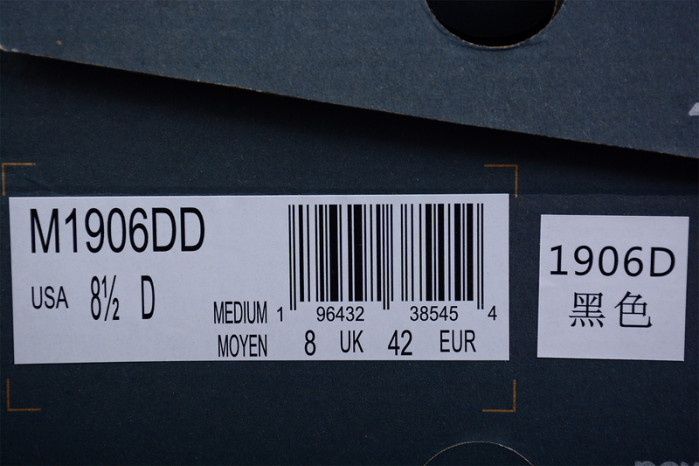 M1906DD
USA 8½ D
MEDIUM 1 96432 38545 4
MOYEN 8 UK 42 EUR
1906D
黑色